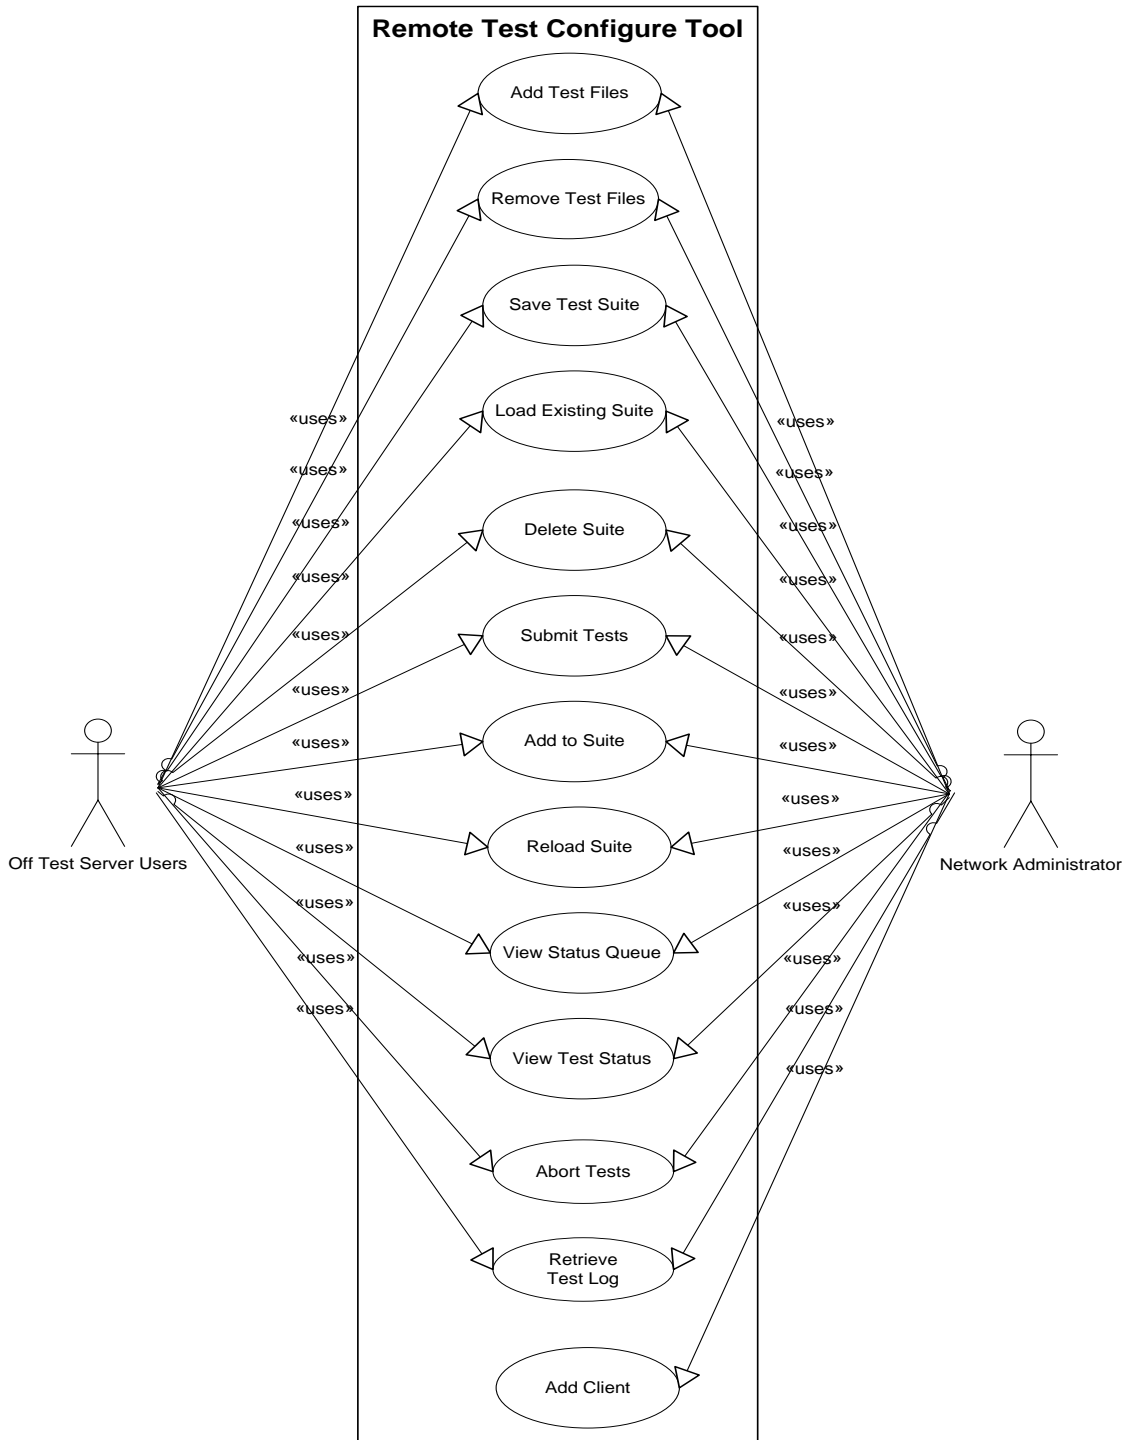 Remote Test Configure Tool
Add Test Files
Remove Test Files
Save Test Suite
Load Existing Suite
«uses»
«uses»
«uses»
«uses»
Delete Suite
«uses»
«uses»
«uses»
«uses»
Submit Tests
«uses»
«uses»
«uses»
«uses»
Add to Suite
«uses»
«uses»
«uses»
«uses»
Reload Suite
«uses»
«uses»
Off Test Server Users
Network Administrator
«uses»
«uses»
View Status Queue
«uses»
«uses»
«uses»
«uses»
View Test Status
«uses»
Abort Tests
Retrieve
Test Log
Add Client